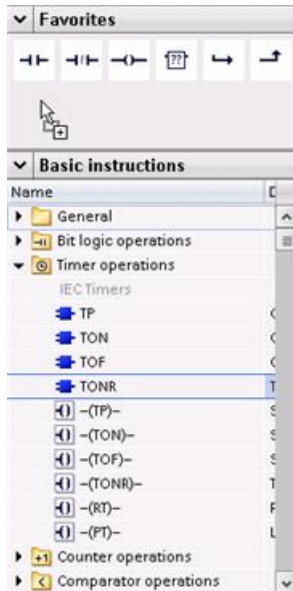 Favorites
??
Basic instructions
Name
General
Bit logic operations
Timer operations
IEC Timers
TP
TON
TOF
TONR
-(TP)-
-(TON)-
-(TOF)-
-(TONR)-
-(RT)-
-(PT)-
+1 Counter operations
Comparator operations